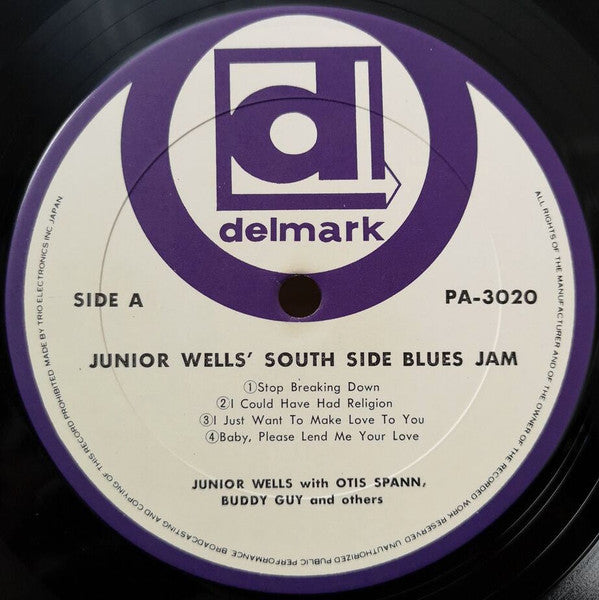 d
delmark
SIDE A
PA-3020
JUNIOR WELLS' SOUTH SIDE BLUES JAM
①Stop Breaking Down
②I Could Have Had Religion
③I Just Want To Make Love To You
④Baby, Please Lend Me Your Love
JUNIOR WELLS with OTIS SPANN,
BUDDY GUY and others
ALL RIGHTS OF THE MANUFACTURER AND OF THE OWNER OF THE RECORDED WORK RESERVED UNAUTHORIZED PUBLIC PERFORMANCE BROADCASTING AND COPYING OF THIS RECORD PROHIBITED MADE BY TRIO ELECTRONICS INC JAPAN